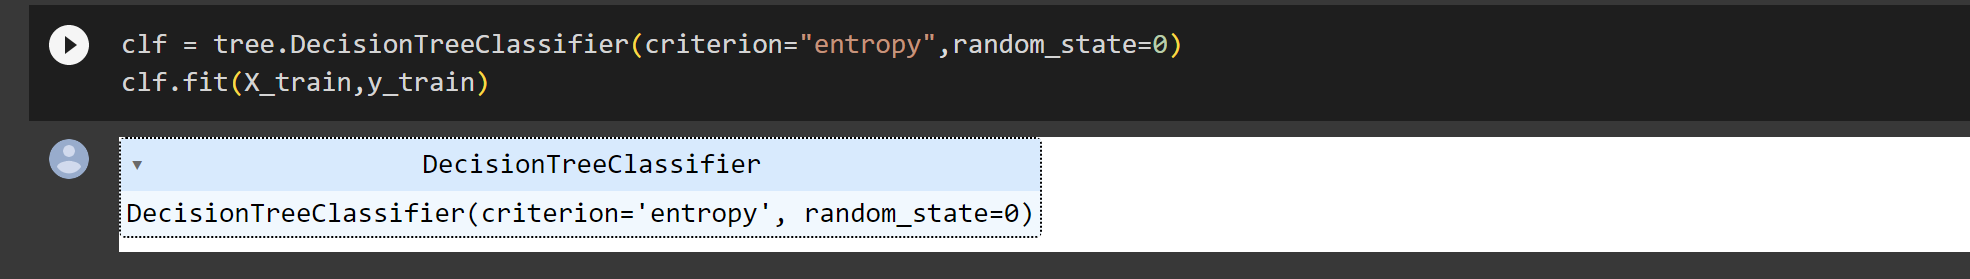 clf = tree.DecisionTreeClassifier(criterion="entropy",random_state=0)
clf.fit(X_train,y_train)
DecisionTreeClassifier
DecisionTreeClassifier(criterion='entropy', random_state=0)